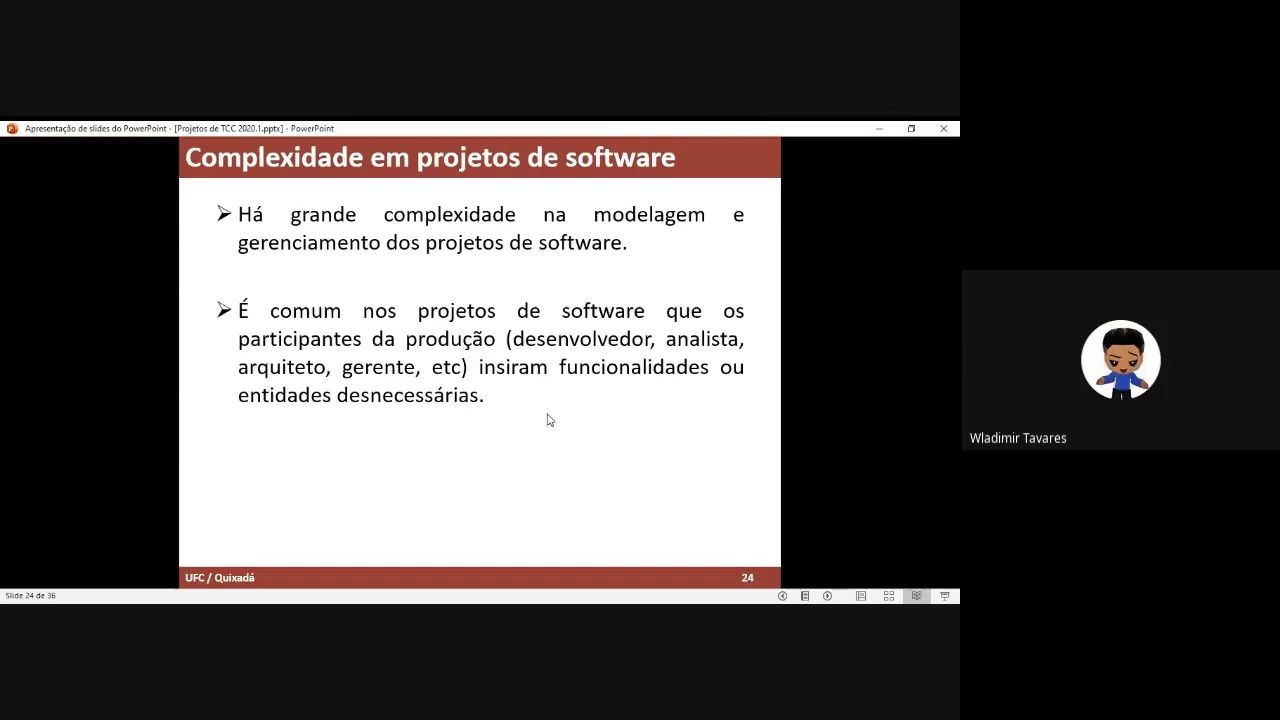 Apresentação de slides do PowerPoint - [Projetos de TCC 2020.1.pptx] - PowerPoint
Complexidade em projetos de software
Há grande complexidade na modelagem e
gerenciamento dos projetos de software.
É comum nos projetos de software que os
participantes da produção (desenvolvedor, analista,
arquiteto, gerente, etc) insiram funcionalidades ou
entidades desnecessárias.
Wladimir Tavares
UFC / Quixadá 24
Slide 24 de 36